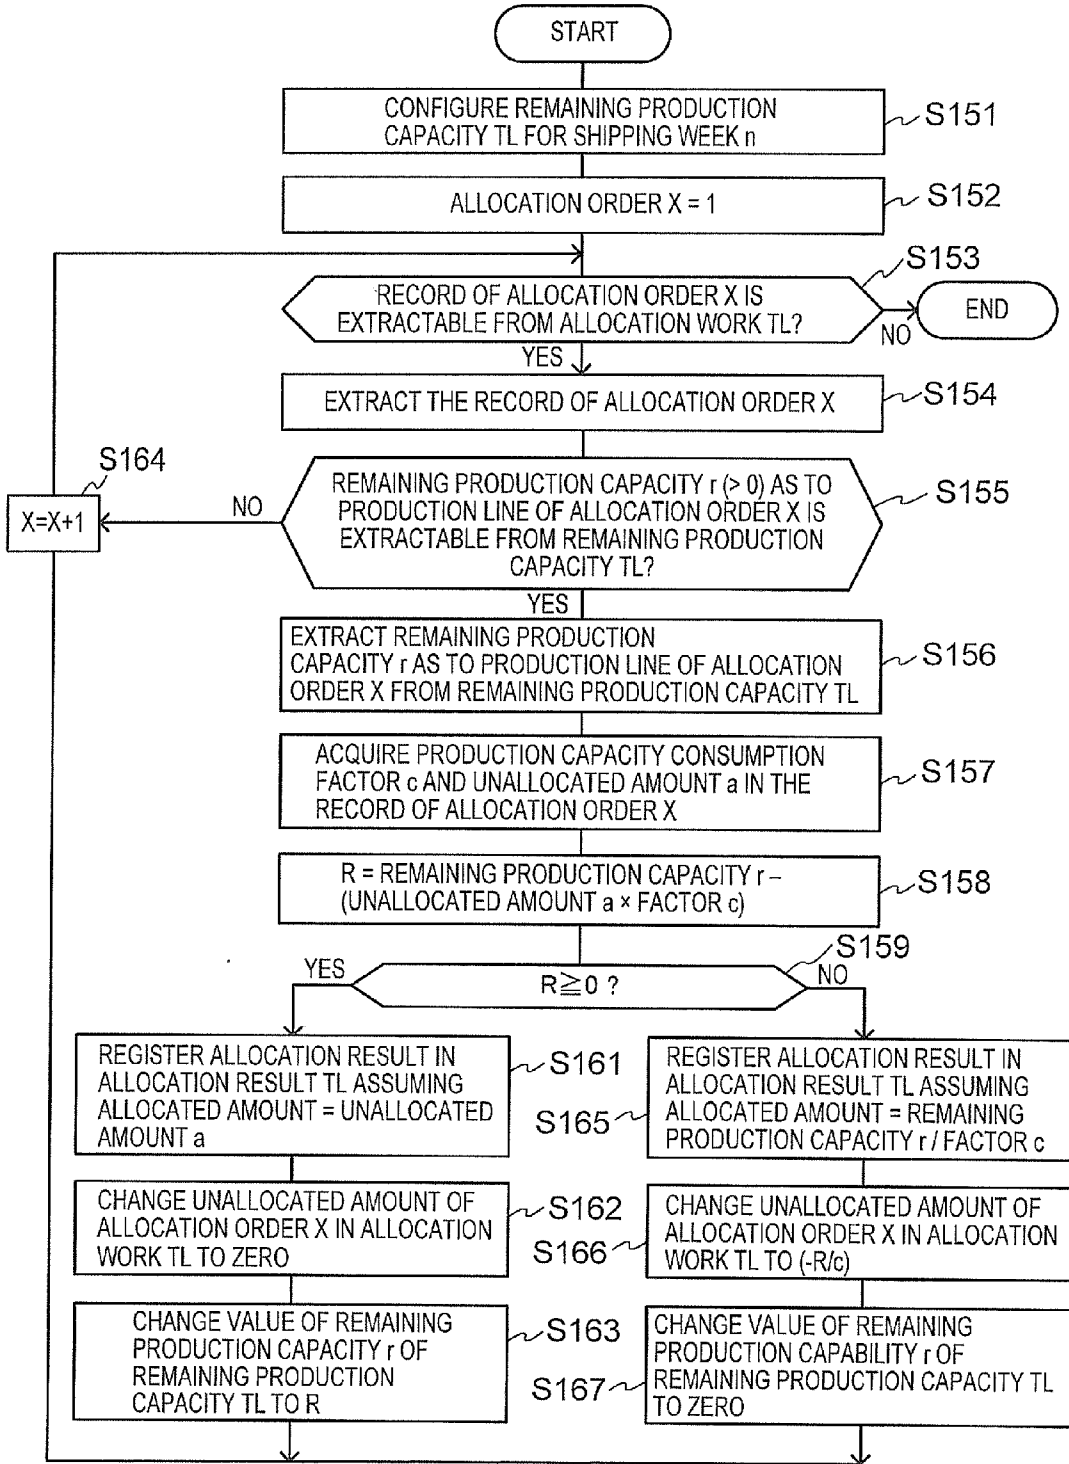 START
CONFIGURE REMAINING PRODUCTION
CAPACITY TL FOR SHIPPING WEEK n
S151
ALLOCATION ORDER X = 1
S152
S153
RECORD OF ALLOCATION ORDER X IS
EXTRACTABLE FROM ALLOCATION WORK TL?
NO
END
YES
EXTRACT THE RECORD OF ALLOCATION ORDER X
S154
S164
X=X+1
NO
REMAINING PRODUCTION CAPACITY r (> 0) AS TO
PRODUCTION LINE OF ALLOCATION ORDER X IS
EXTRACTABLE FROM REMAINING PRODUCTION
CAPACITY TL?
S155
YES
EXTRACT REMAINING PRODUCTION
CAPACITY r AS TO PRODUCTION LINE OF ALLOCATION
ORDER X FROM REMAINING PRODUCTION CAPACITY TL
S156
ACQUIRE PRODUCTION CAPACITY CONSUMPTION
FACTOR c AND UNALLOCATED AMOUNT a IN THE
RECORD OF ALLOCATION ORDER X
S157
R = REMAINING PRODUCTION CAPACITY r –
(UNALLOCATED AMOUNT a × FACTOR c)
S158
S159
YES
R≧0 ?
NO
REGISTER ALLOCATION RESULT IN
ALLOCATION RESULT TL ASSUMING
ALLOCATED AMOUNT = UNALLOCATED
AMOUNT a
S161
S165
REGISTER ALLOCATION RESULT IN
ALLOCATION RESULT TL ASSUMING
ALLOCATED AMOUNT = REMAINING
PRODUCTION CAPACITY r / FACTOR c
CHANGE UNALLOCATED AMOUNT OF
ALLOCATION ORDER X IN ALLOCATION
WORK TL TO ZERO
S162
S166
CHANGE UNALLOCATED AMOUNT OF
ALLOCATION ORDER X IN ALLOCATION
WORK TL TO (-R/c)
CHANGE VALUE OF REMAINING
PRODUCTION CAPACITY r OF
REMAINING PRODUCTION
CAPACITY TL TO R
S163
S167
CHANGE VALUE OF REMAINING
PRODUCTION CAPABILITY r OF
REMAINING PRODUCTION CAPACITY TL
TO ZERO